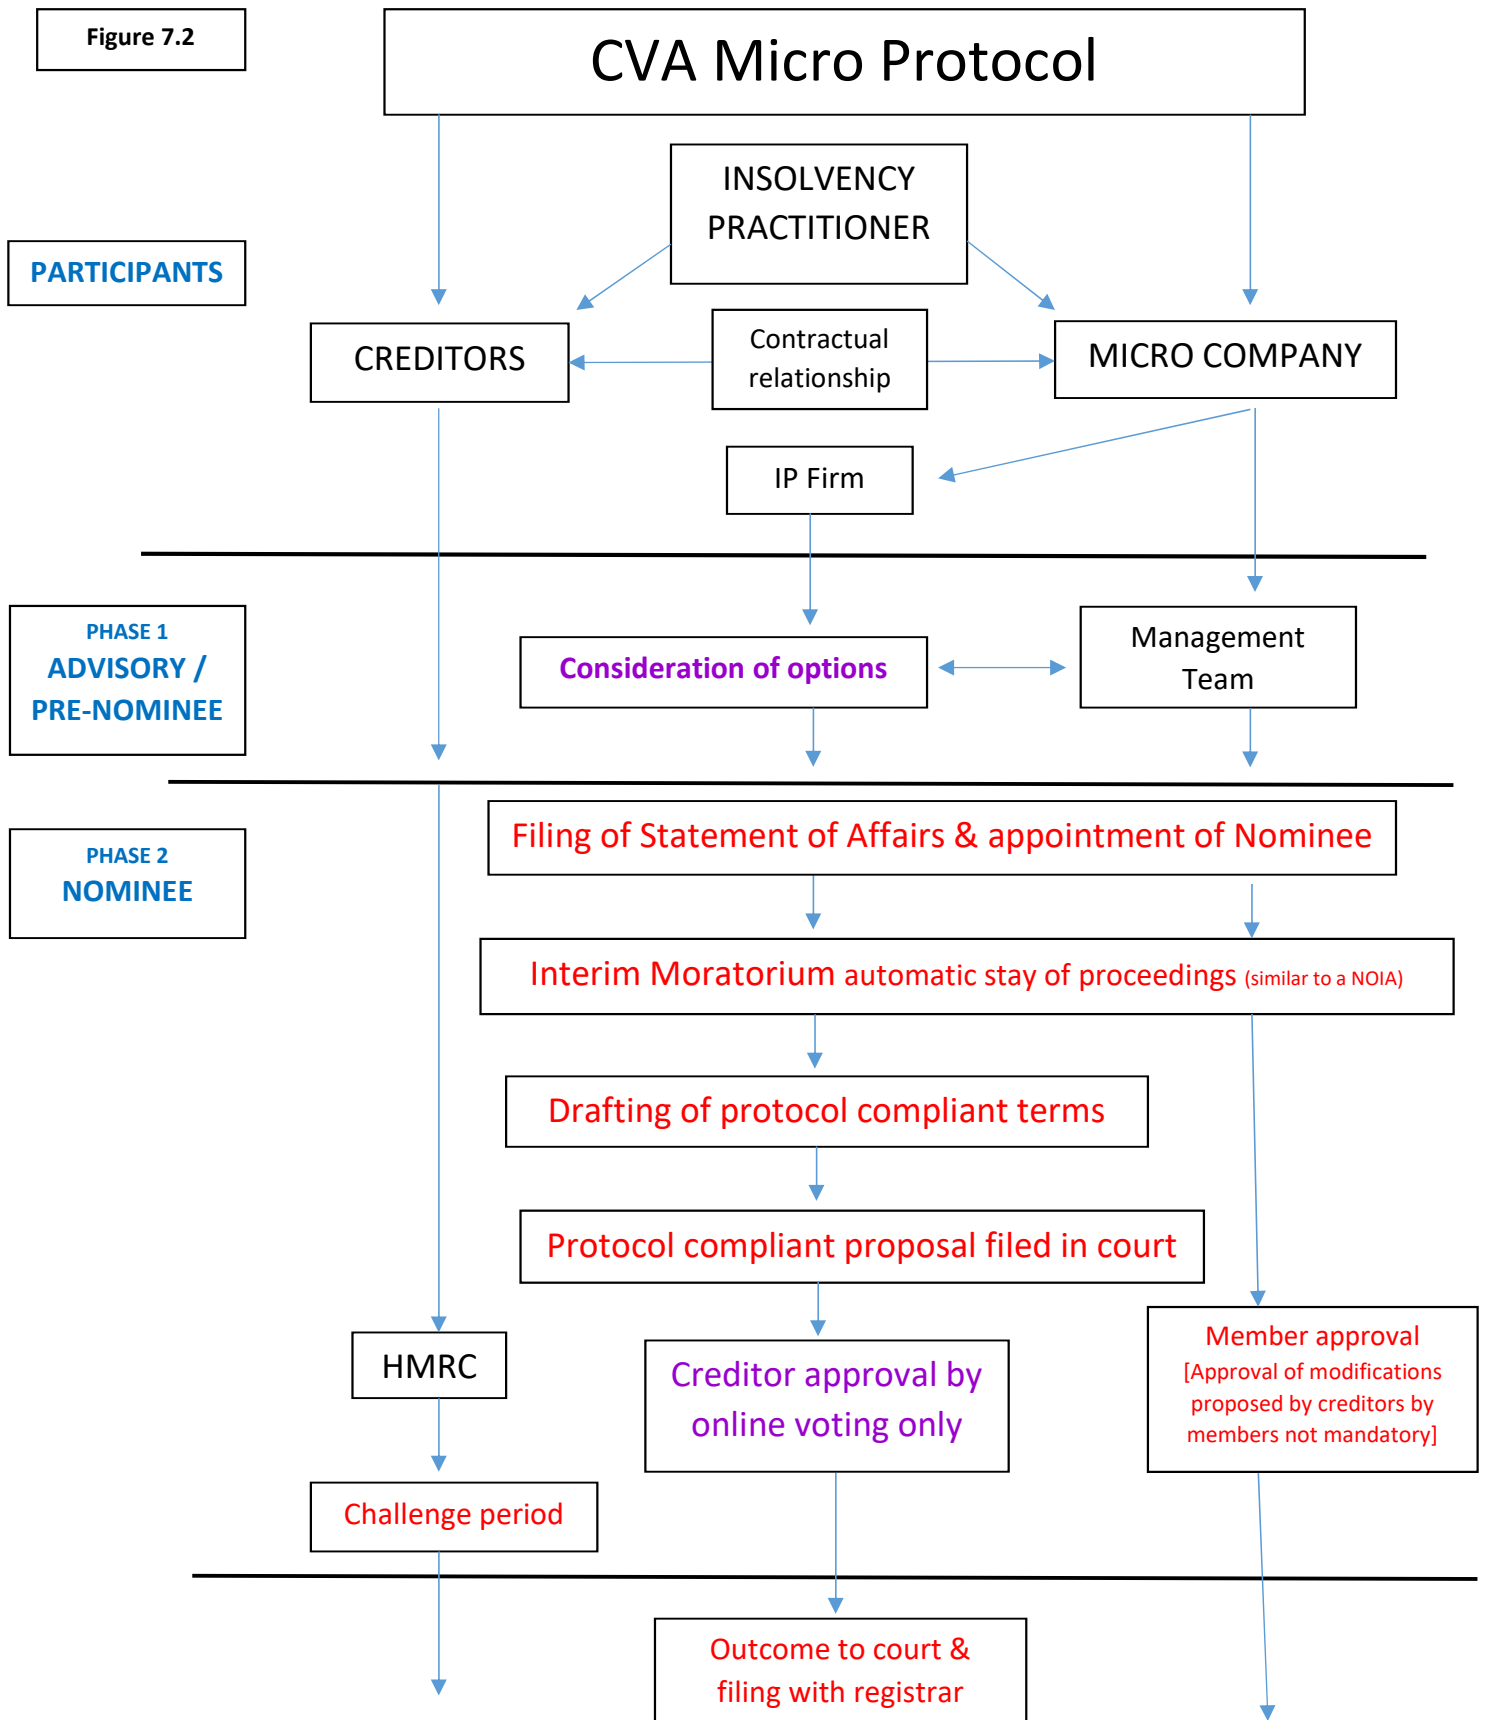 Figure 7.2
CVA Micro Protocol
INSOLVENCY
PRACTITIONER
PARTICIPANTS
CREDITORS
Contractual
relationship
MICRO COMPANY
IP Firm
PHASE 1
ADVISORY /
PRE-NOMINEE
Consideration of options
Management
Team
PHASE 2
NOMINEE
Filing of Statement of Affairs & appointment of Nominee
Interim Moratorium automatic stay of proceedings (similar to a NOIA)
Drafting of protocol compliant terms
Protocol compliant proposal filed in court
HMRC
Creditor approval by
online voting only
Member approval
[Approval of modifications
proposed by creditors by
members not mandatory]
Challenge period
Outcome to court &
filing with registrar